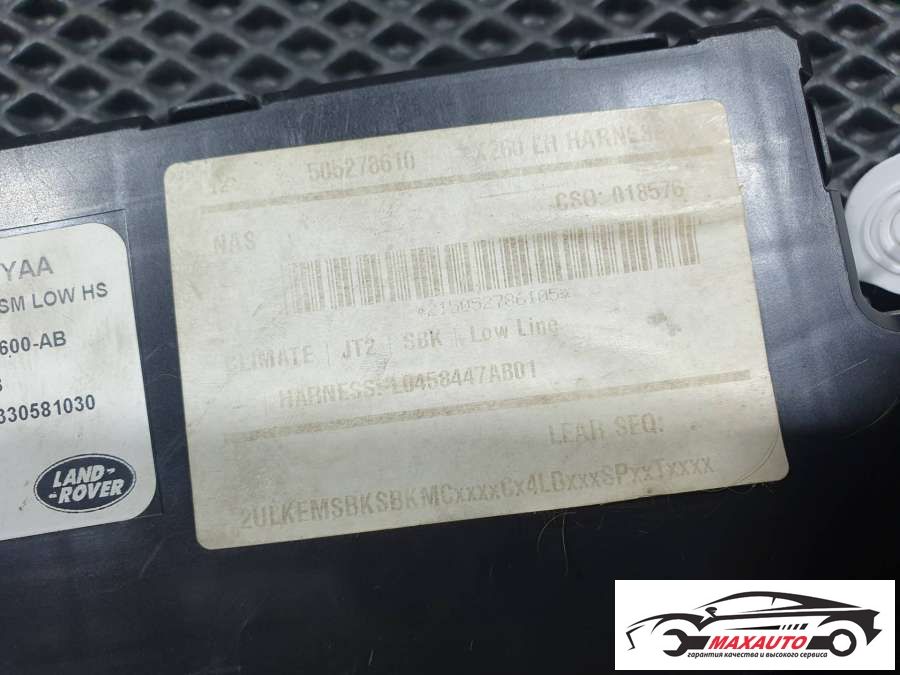 YAA
SM LOW HS
600-AB
330581030
LAND-
-ROVER
505278610
X260 LH HARNESS
CSO: 018576
NAS
*215052786105*
CLIMATE | JT2 | SBK | Low Line
HARNESS: L0458447AB01
LEAR SEQ:
2ULKEMSBKSBKMCxxxxCx4LDxxxSPxxTxxxx
MAXAUTO
гарантия качества и высокого сервиса